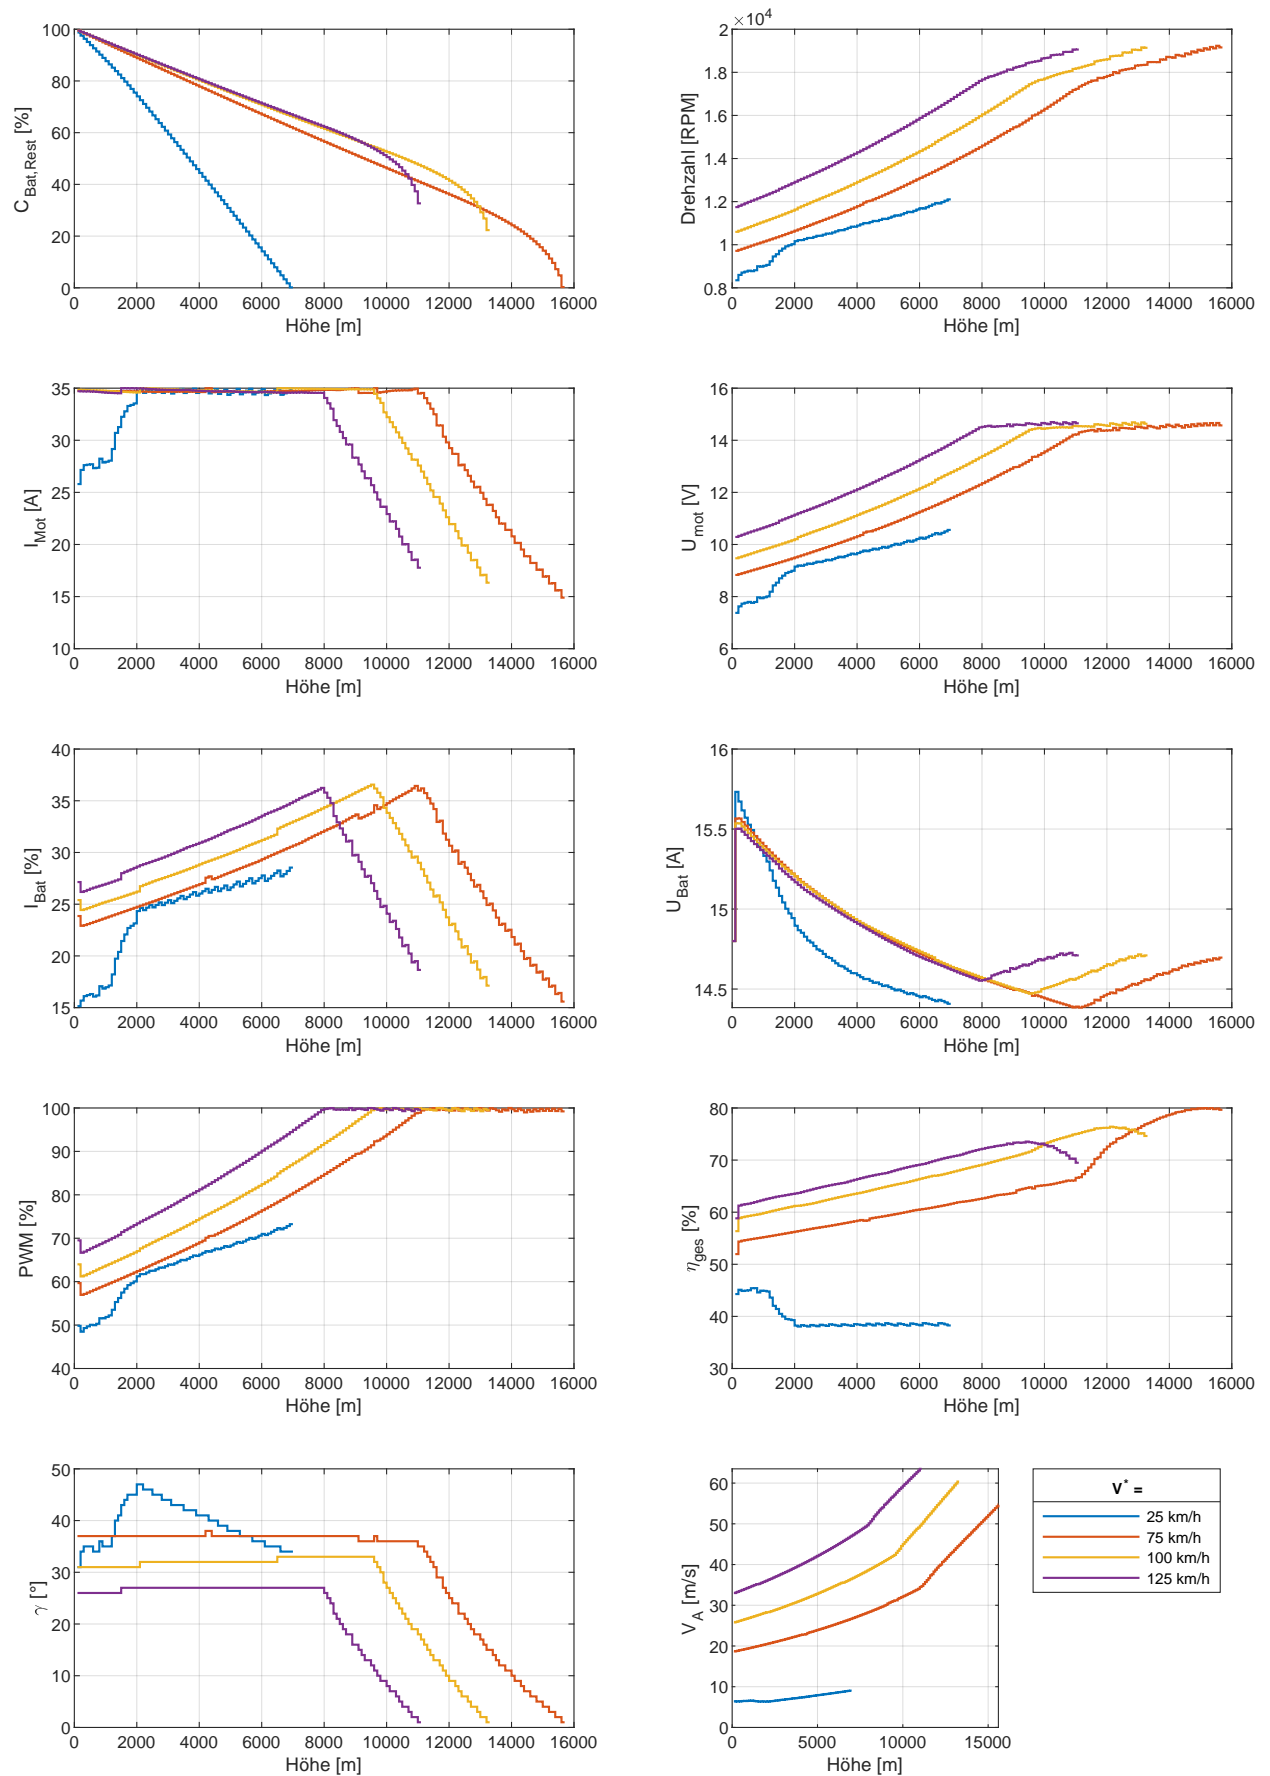 C_Bat,Rest [%]
100
80
60
40
20
0
0 2000 4000 6000 8000 10000 12000 14000 16000
Höhe [m]
×10^4
Drehzahl [RPM]
2
1.8
1.6
1.4
1.2
1
0.8
0 2000 4000 6000 8000 10000 12000 14000 16000
Höhe [m]
I_Mot [A]
35
30
25
20
15
10
0 2000 4000 6000 8000 10000 12000 14000 16000
Höhe [m]
U_mot [V]
16
14
12
10
8
6
0 2000 4000 6000 8000 10000 12000 14000 16000
Höhe [m]
I_Bat [%]
40
35
30
25
20
15
0 2000 4000 6000 8000 10000 12000 14000 16000
Höhe [m]
U_Bat [A]
16
15.5
15
14.5
0 2000 4000 6000 8000 10000 12000 14000 16000
Höhe [m]
PWM [%]
100
90
80
70
60
50
40
0 2000 4000 6000 8000 10000 12000 14000 16000
Höhe [m]
η_ges [%]
80
70
60
50
40
30
0 2000 4000 6000 8000 10000 12000 14000 16000
Höhe [m]
γ [°]
50
40
30
20
10
0
0 2000 4000 6000 8000 10000 12000 14000 16000
Höhe [m]
V_A [m/s]
60
50
40
30
20
10
0
0 5000 10000 15000
Höhe [m]
V* =
25 km/h
75 km/h
100 km/h
125 km/h